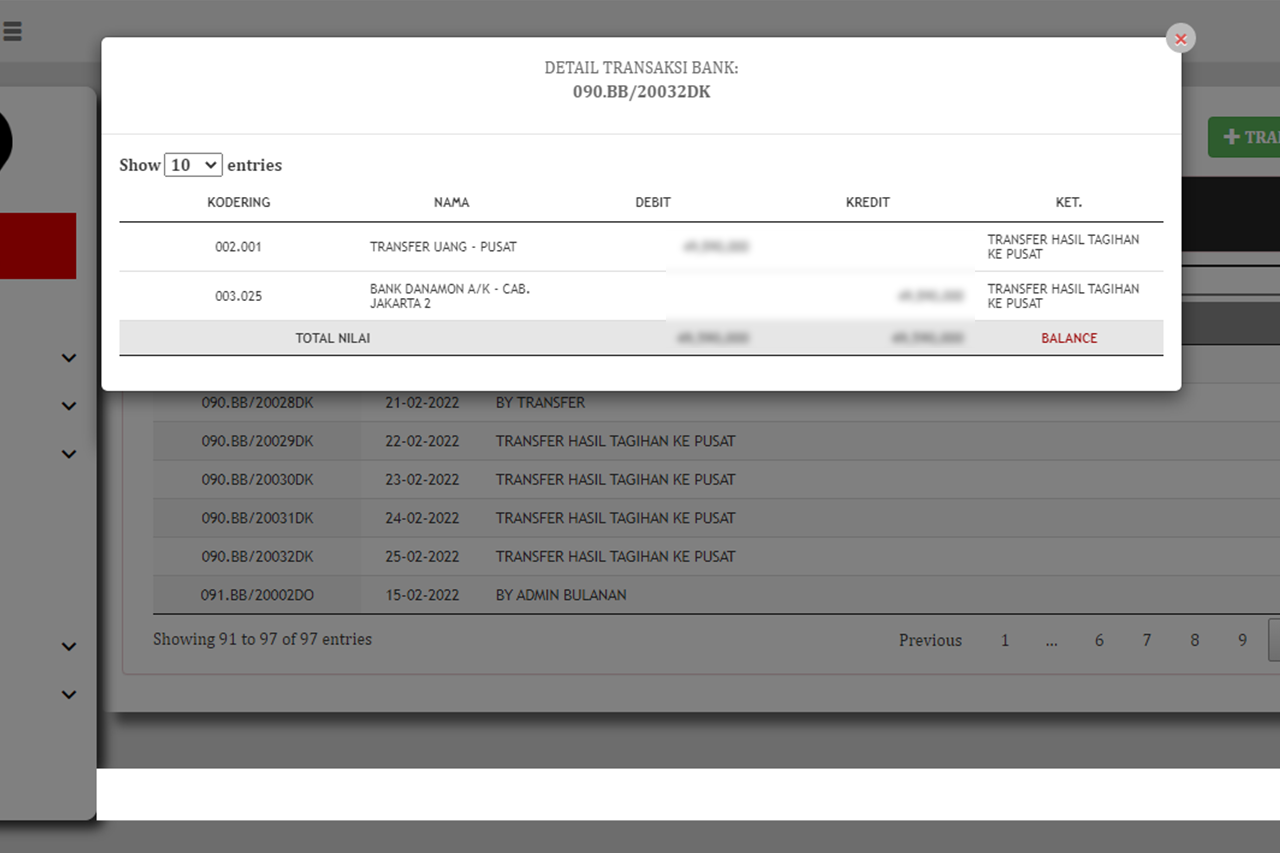 DETAIL TRANSAKSI BANK:
090.BB/20032DK
Show 10 entries
KODERING NAMA DEBIT KREDIT KET.
002.001 TRANSFER UANG - PUSAT TRANSFER HASIL TAGIHAN
KE PUSAT
003.025 BANK DANAMON A/K - CAB. TRANSFER HASIL TAGIHAN
JAKARTA 2 KE PUSAT
TOTAL NILAI BALANCE
090.BB/20028DK 21-02-2022 BY TRANSFER
090.BB/20029DK 22-02-2022 TRANSFER HASIL TAGIHAN KE PUSAT
090.BB/20030DK 23-02-2022 TRANSFER HASIL TAGIHAN KE PUSAT
090.BB/20031DK 24-02-2022 TRANSFER HASIL TAGIHAN KE PUSAT
090.BB/20032DK 25-02-2022 TRANSFER HASIL TAGIHAN KE PUSAT
091.BB/20002DO 15-02-2022 BY ADMIN BULANAN
Showing 91 to 97 of 97 entries Previous 1 ... 6 7 8 9